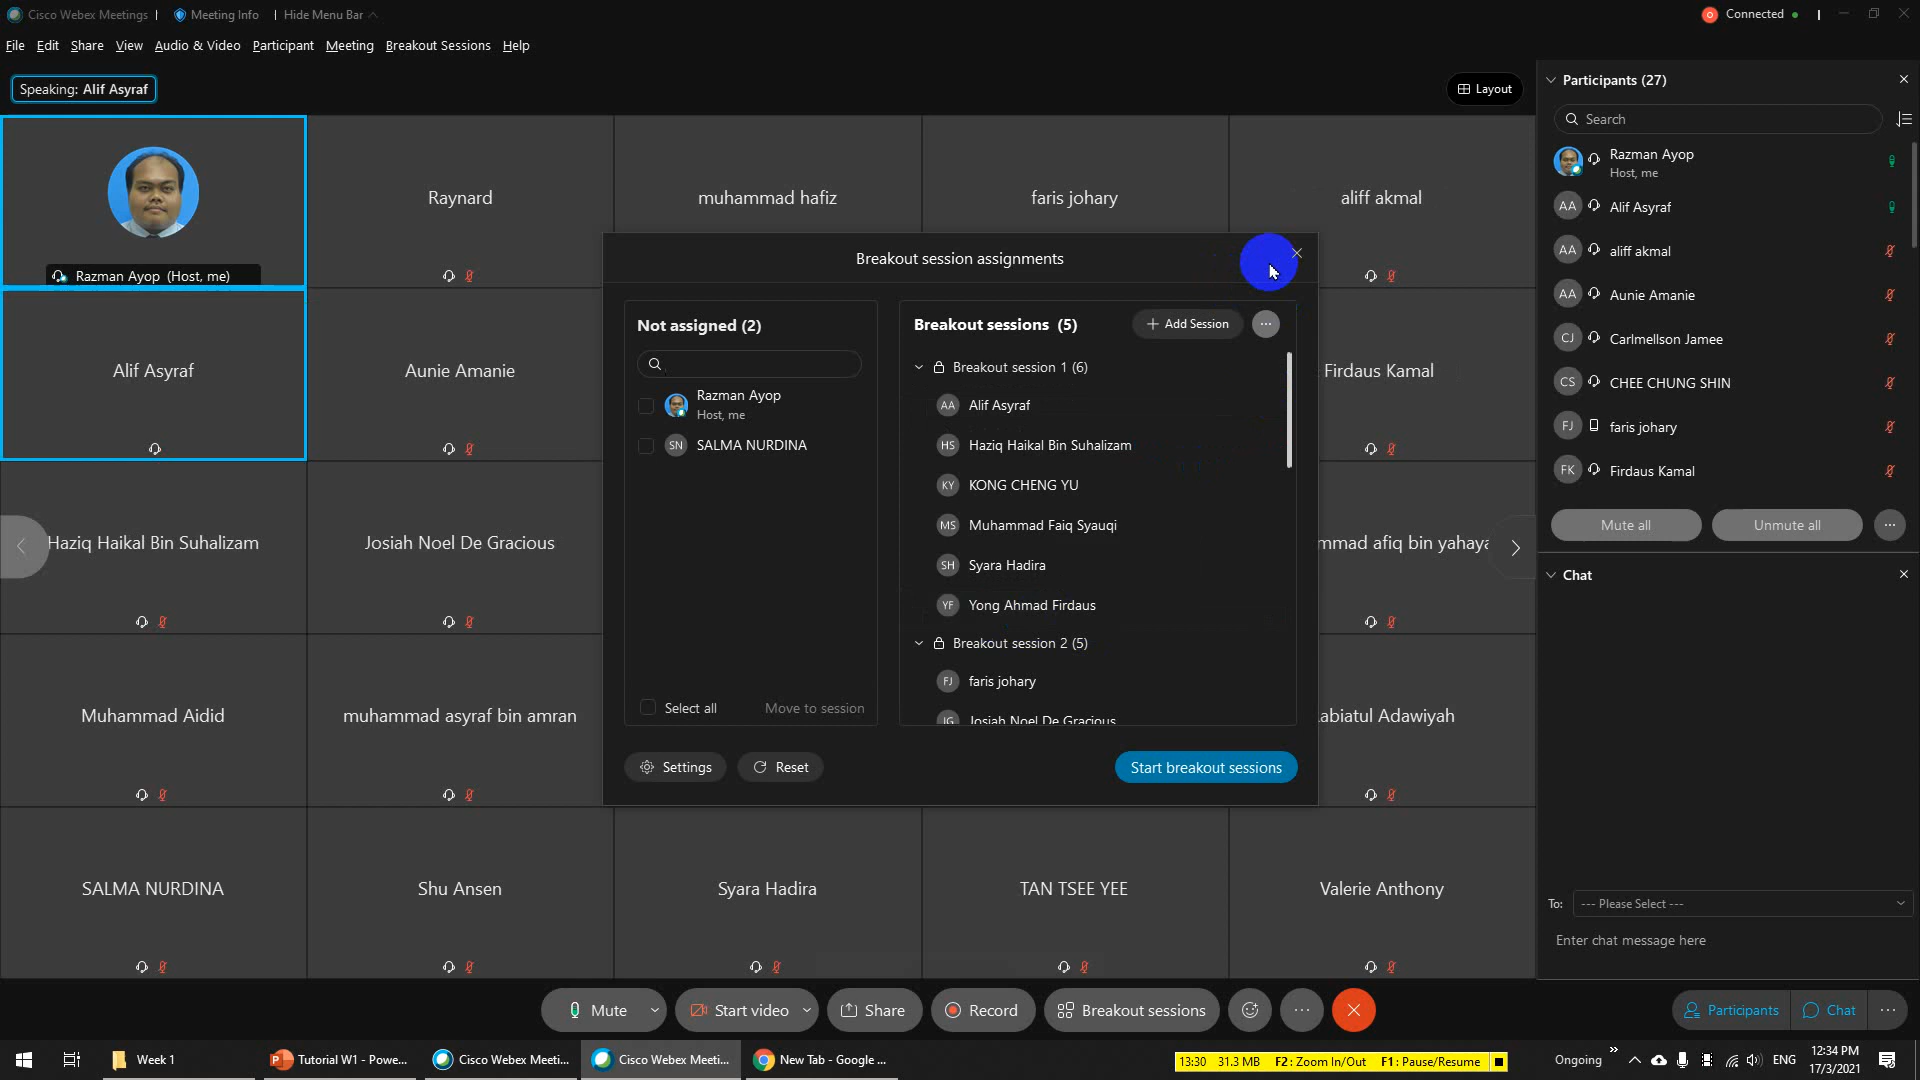 Cisco Webex Meetings | Meeting Info | Hide Menu Bar
Connected
File Edit Share View Audio & Video Participant Meeting Breakout Sessions Help
Speaking: Alif Asyraf
Layout
Razman Ayop (Host, me)
Raynard
muhammad hafiz
faris johary
aliff akmal
Alif Asyraf
Aunie Amanie
Firdaus Kamal
Haziq Haikal Bin Suhalizam
Josiah Noel De Gracious
mmad afiq bin yahaya
Muhammad Aidid
muhammad asyraf bin amran
abiatul Adawiyah
SALMA NURDINA
Shu Ansen
Syara Hadira
TAN TSEE YEE
Valerie Anthony
Breakout session assignments
Not assigned (2)
Razman Ayop
Host, me
SN SALMA NURDINA
Select all Move to session
Breakout sessions (5)
+ Add Session
Breakout session 1 (6)
AA Alif Asyraf
HS Haziq Haikal Bin Suhalizam
KY KONG CHENG YU
MS Muhammad Faiq Syauqi
SH Syara Hadira
YF Yong Ahmad Firdaus
Breakout session 2 (5)
FJ faris johary
Josiah Noel De Gracious
Settings Reset Start breakout sessions
Participants (27)
Search
Razman Ayop
Host, me
AA Alif Asyraf
AA aliff akmal
AA Aunie Amanie
CJ Carlmellson Jamee
CS CHEE CHUNG SHIN
FJ faris johary
FK Firdaus Kamal
Mute all Unmute all
Chat
To: --- Please Select ---
Enter chat message here
Mute Start video Share Record Breakout sessions
Participants Chat
Week 1 Tutorial W1 - Powe... Cisco Webex Meeti... Cisco Webex Meeti... New Tab - Google ...
13:30 31.3 MB F2: Zoom In/Out F1: Pause/Resume
Ongoing ENG 12:34 PM
17/3/2021